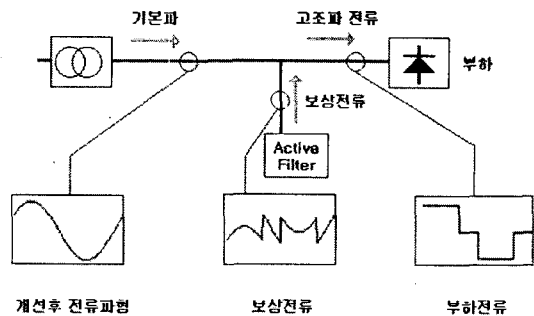 기본파
고조파 전류
부하
보상전류
Active
Filter
개선후 전류파형
보상전류
부하전류